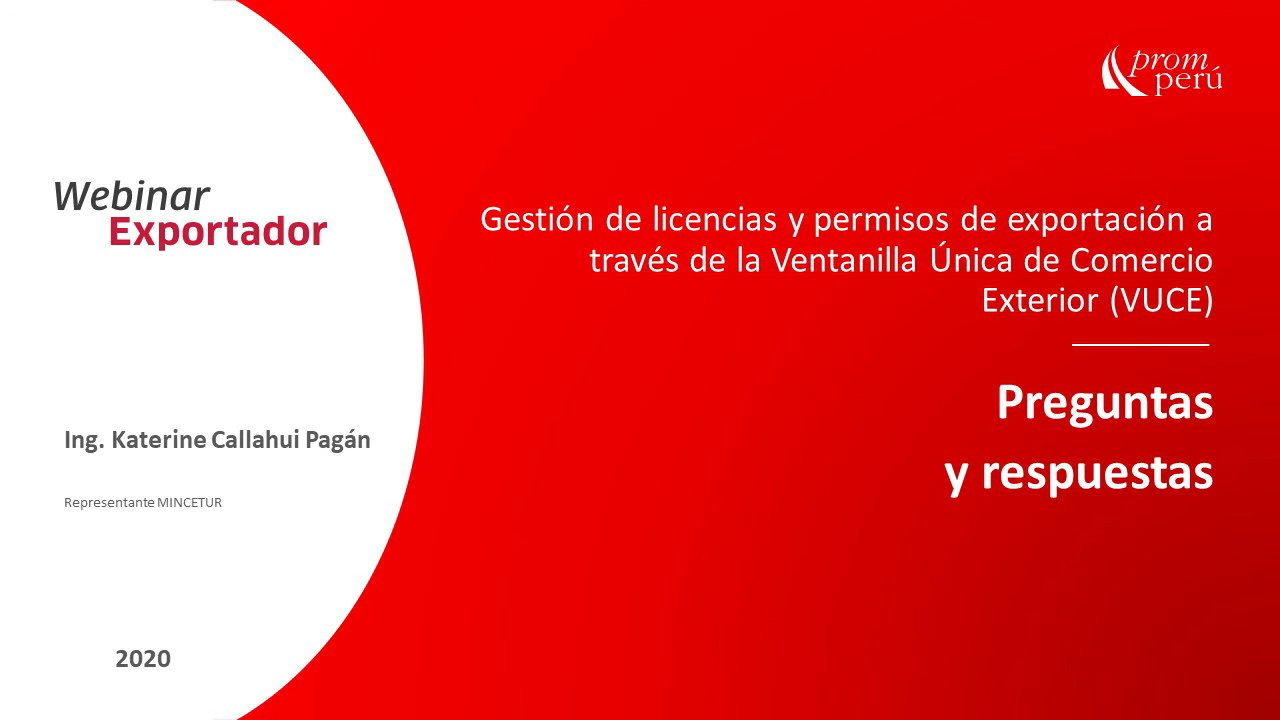 prom
perú
Webinar
Exportador
Gestión de licencias y permisos de exportación a
través de la Ventanilla Única de Comercio
Exterior (VUCE)
Preguntas
y respuestas
Ing. Katerine Callahui Pagán
Representante MINCETUR
2020